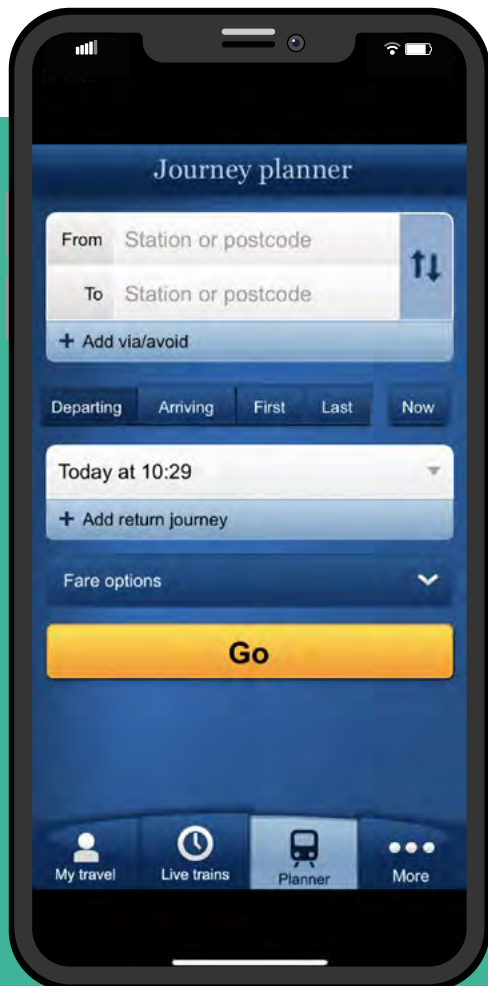 Journey planner
From Station or postcode
To Station or postcode
+ Add via/avoid
Departing Arriving First Last Now
Today at 10:29
+ Add return journey
Fare options
Go
My travel Live trains Planner More